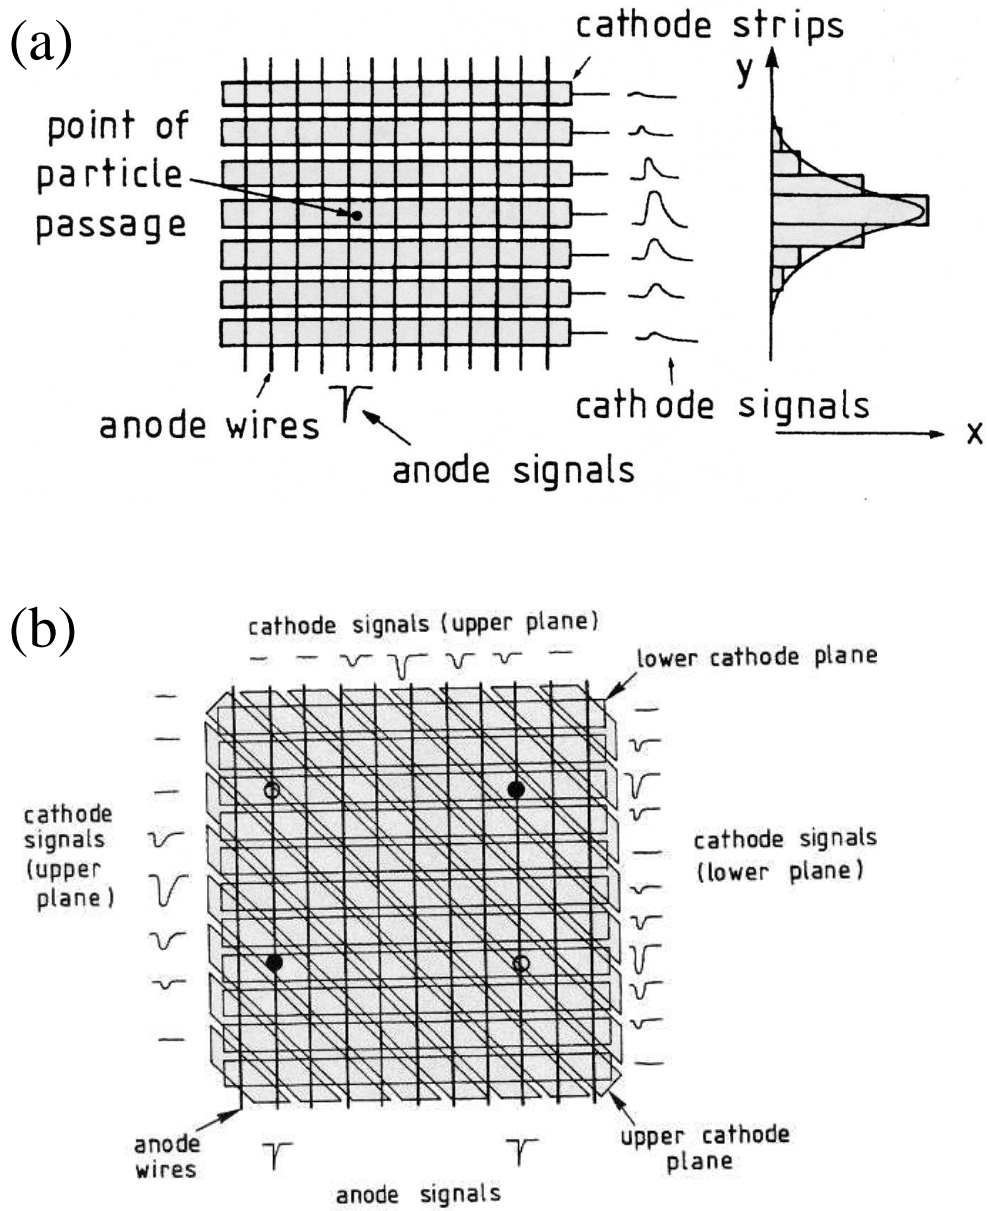 (a)
cathode strips
y
point of
particle
passage
anode wires
cathode signals
x
anode signals
(b)
cathode signals (upper plane)
lower cathode plane
cathode
signals
(upper
plane)
cathode signals
(lower plane)
anode
wires
upper cathode
plane
anode signals